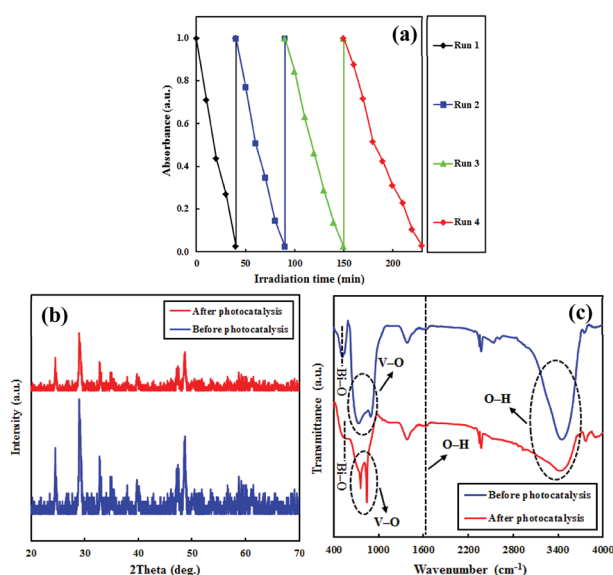 (a)
Absorbance (a.u.)
1.0
0.8
0.6
0.4
0.2
0.0
0 50 100 150 200
Irradiation time (min)
Run 1
Run 2
Run 3
Run 4
(b)
After photocatalysis
Before photocatalysis
Intensity (a.u.)
20 30 40 50 60 70
2Theta (deg.)
(c)
Transmittance (a.u.)
Bi–O
V–O
O–H
O–H
Bi–O
V–O
Before photocatalysis
After photocatalysis
400 1000 1600 2200 2800 3400 4000
Wavenumber (cm-1)